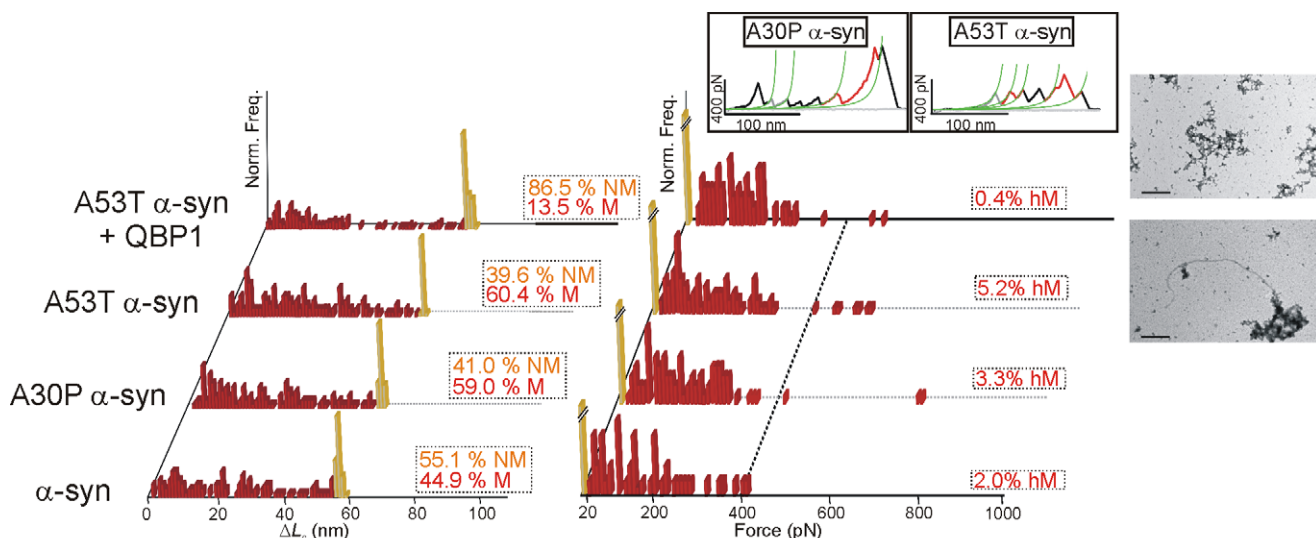 A30P α-syn
A53T α-syn
400 pN
100 nm
400 pN
100 nm
Norm. Freq.
Norm. Freq.
A53T α-syn
+ QBP1
86.5 % NM
13.5 % M
0.4% hM
A53T α-syn
39.6 % NM
60.4 % M
5.2% hM
A30P α-syn
41.0 % NM
59.0 % M
3.3% hM
α-syn
55.1 % NM
44.9 % M
2.0% hM
0 20 40 60 80 100
ΔLc (nm)
20 200 400 600 800 1000
Force (pN)